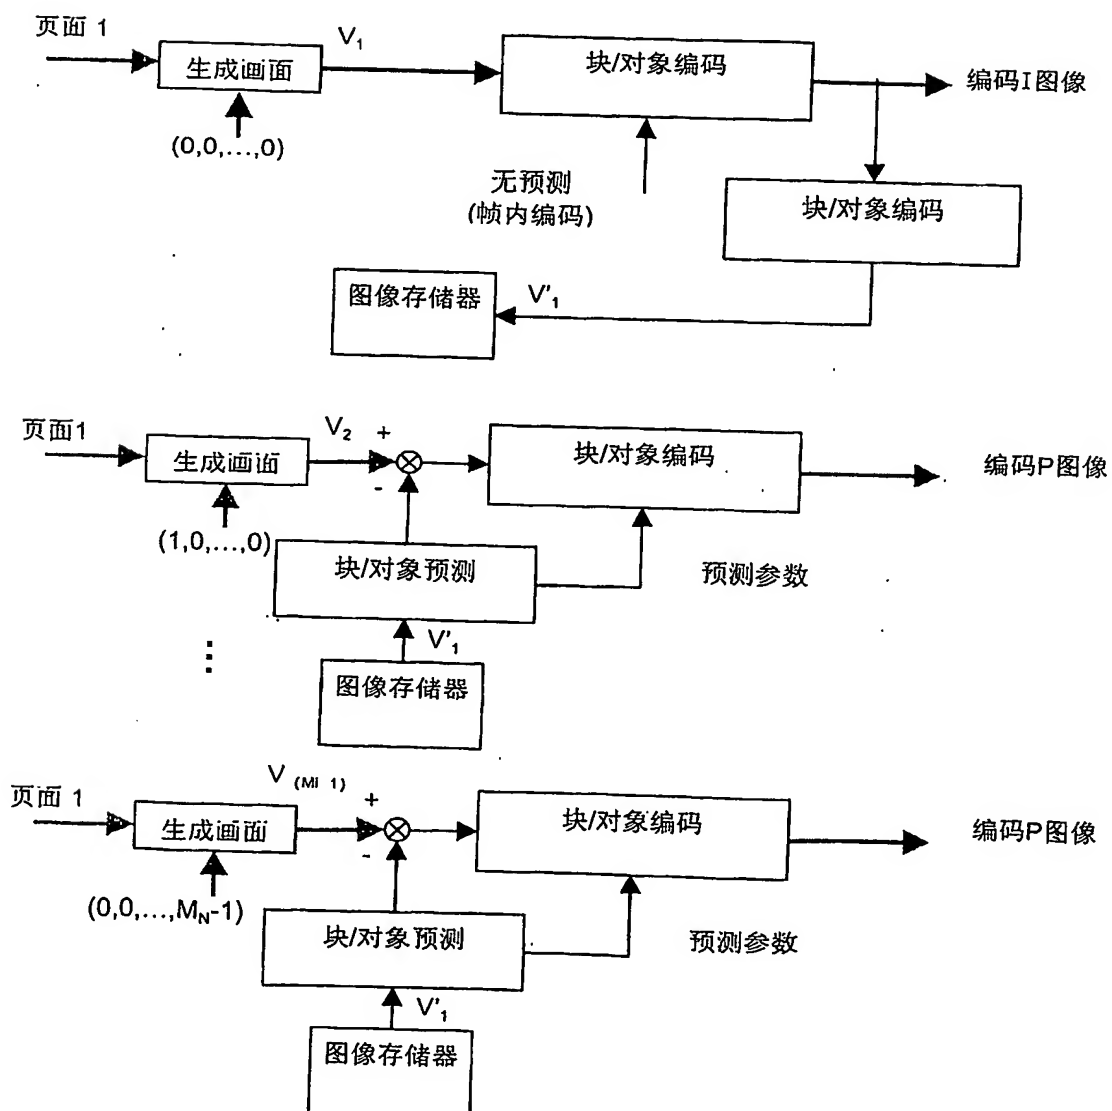 页面 1
V₁
生成画面
(0,0,...,0)
块/对象编码
编码I图像
无预测
(帧内编码)
块/对象编码
图像存储器
V'₁
页面1
V₂
+
生成画面
-
(1,0,...,0)
块/对象编码
编码P图像
块/对象预测
预测参数
V'₁
⋮
图像存储器
页面 1
V (MI 1)
+
生成画面
-
(0,0,...,M_N-1)
块/对象编码
编码P图像
块/对象预测
预测参数
V'₁
图像存储器